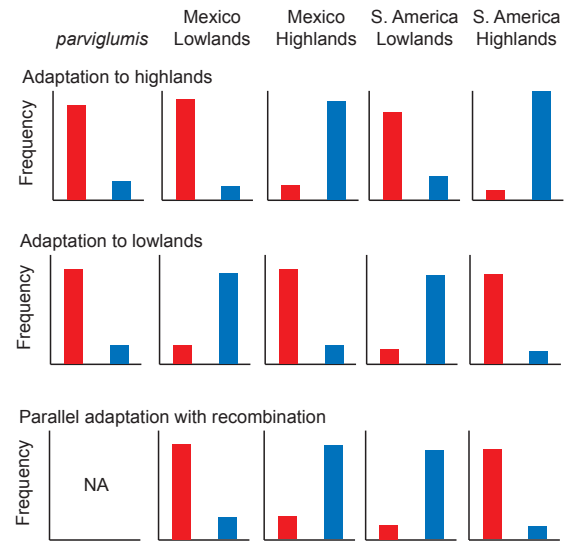 parviglumis Mexico Lowlands Mexico Highlands S. America Lowlands S. America Highlands
Adaptation to highlands
Frequency
Adaptation to lowlands
Frequency
Parallel adaptation with recombination
Frequency
NA